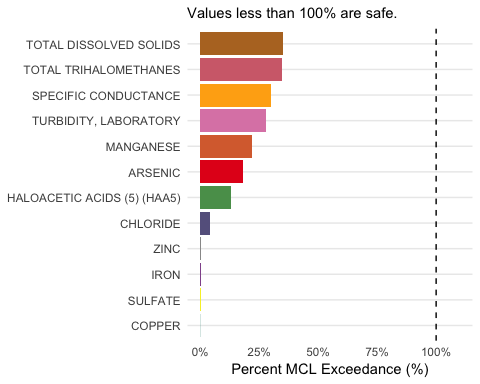 Values less than 100% are safe.
TOTAL DISSOLVED SOLIDS
TOTAL TRIHALOMETHANES
SPECIFIC CONDUCTANCE
TURBIDITY, LABORATORY
MANGANESE
ARSENIC
HALOACETIC ACIDS (5) (HAA5)
CHLORIDE
ZINC
IRON
SULFATE
COPPER
0% 25% 50% 75% 100%
Percent MCL Exceedance (%)